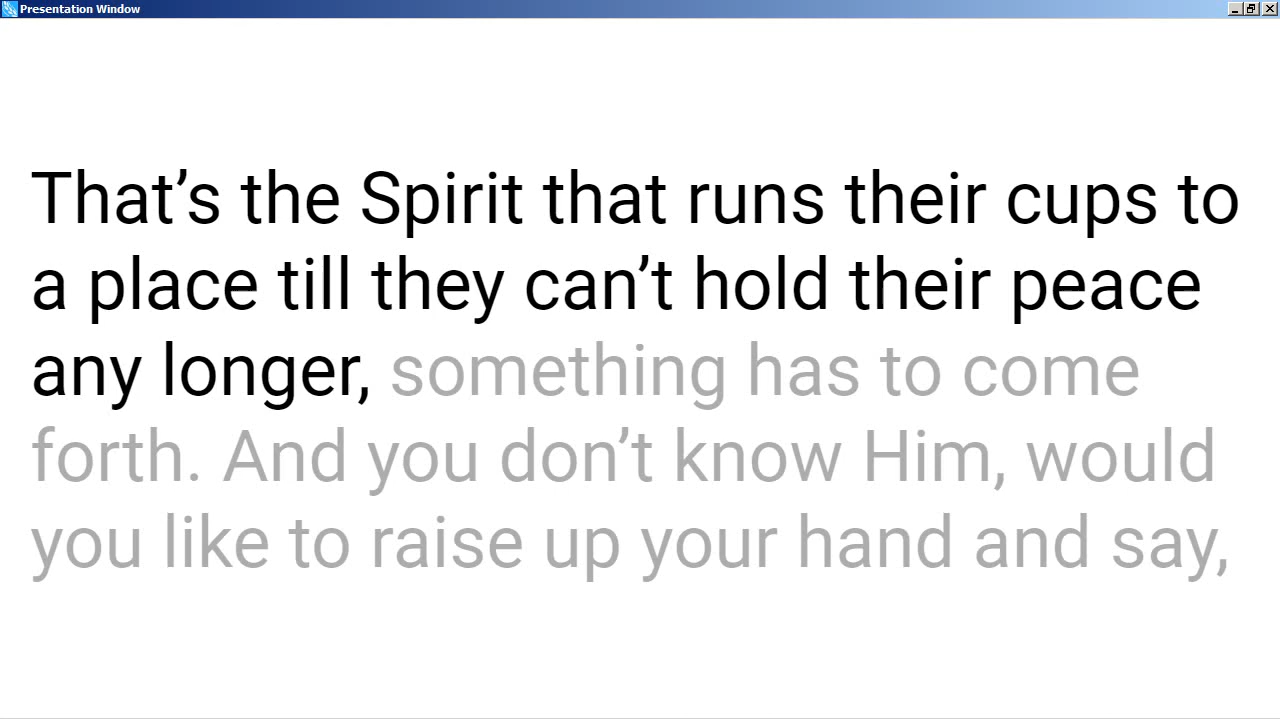 Presentation Window
That’s the Spirit that runs their cups to
a place till they can’t hold their peace
any longer, something has to come
forth. And you don’t know Him, would
you like to raise up your hand and say,